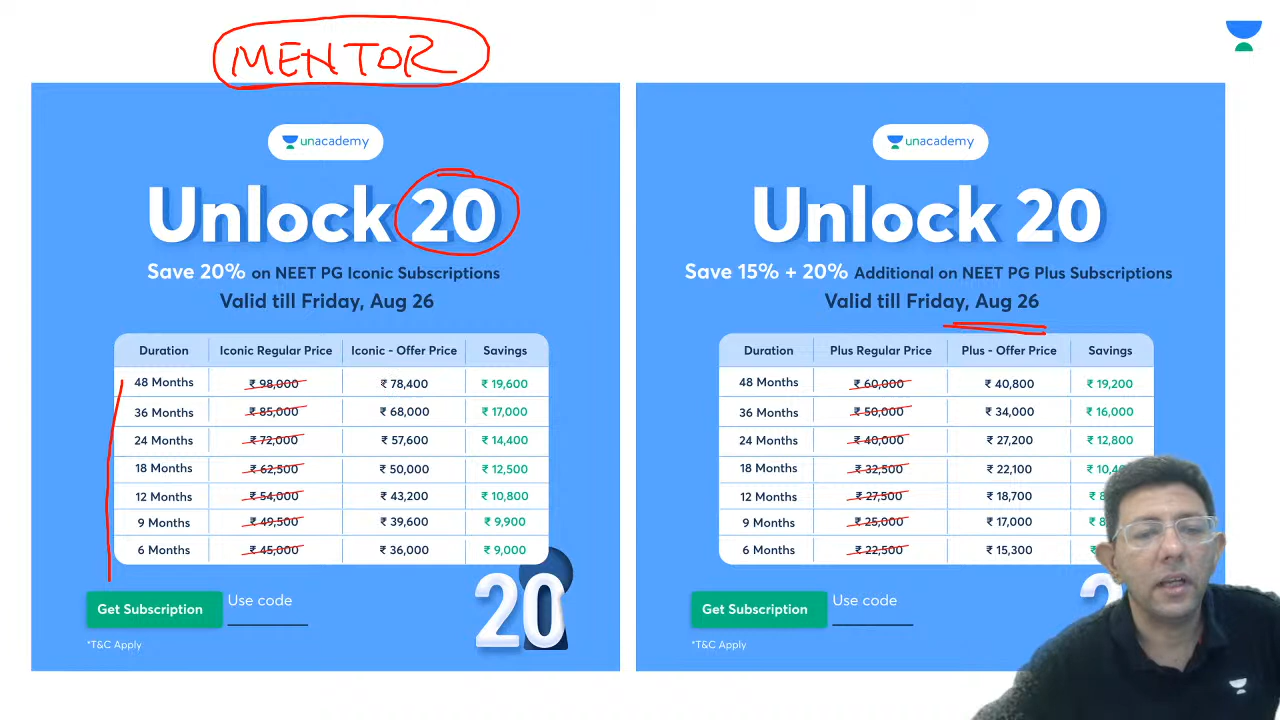 MENTOR
unacademy
Unlock 20
Save 20% on NEET PG Iconic Subscriptions
Valid till Friday, Aug 26
Duration Iconic Regular Price Iconic - Offer Price Savings
48 Months ₹ 98,000 ₹ 78,400 ₹ 19,600
36 Months ₹ 85,000 ₹ 68,000 ₹ 17,000
24 Months ₹ 72,000 ₹ 57,600 ₹ 14,400
18 Months ₹ 62,500 ₹ 50,000 ₹ 12,500
12 Months ₹ 54,000 ₹ 43,200 ₹ 10,800
9 Months ₹ 49,500 ₹ 39,600 ₹ 9,900
6 Months ₹ 45,000 ₹ 36,000 ₹ 9,000
Get Subscription Use code
*T&C Apply
20
unacademy
Unlock 20
Save 15% + 20% Additional on NEET PG Plus Subscriptions
Valid till Friday, Aug 26
Duration Plus Regular Price Plus - Offer Price Savings
48 Months ₹ 60,000 ₹ 40,800 ₹ 19,200
36 Months ₹ 50,000 ₹ 34,000 ₹ 16,000
24 Months ₹ 40,000 ₹ 27,200 ₹ 12,800
18 Months ₹ 32,500 ₹ 22,100
12 Months ₹ 27,500 ₹ 18,700
9 Months ₹ 25,000 ₹ 17,000
6 Months ₹ 22,500 ₹ 15,300
Get Subscription Use code
*T&C Apply